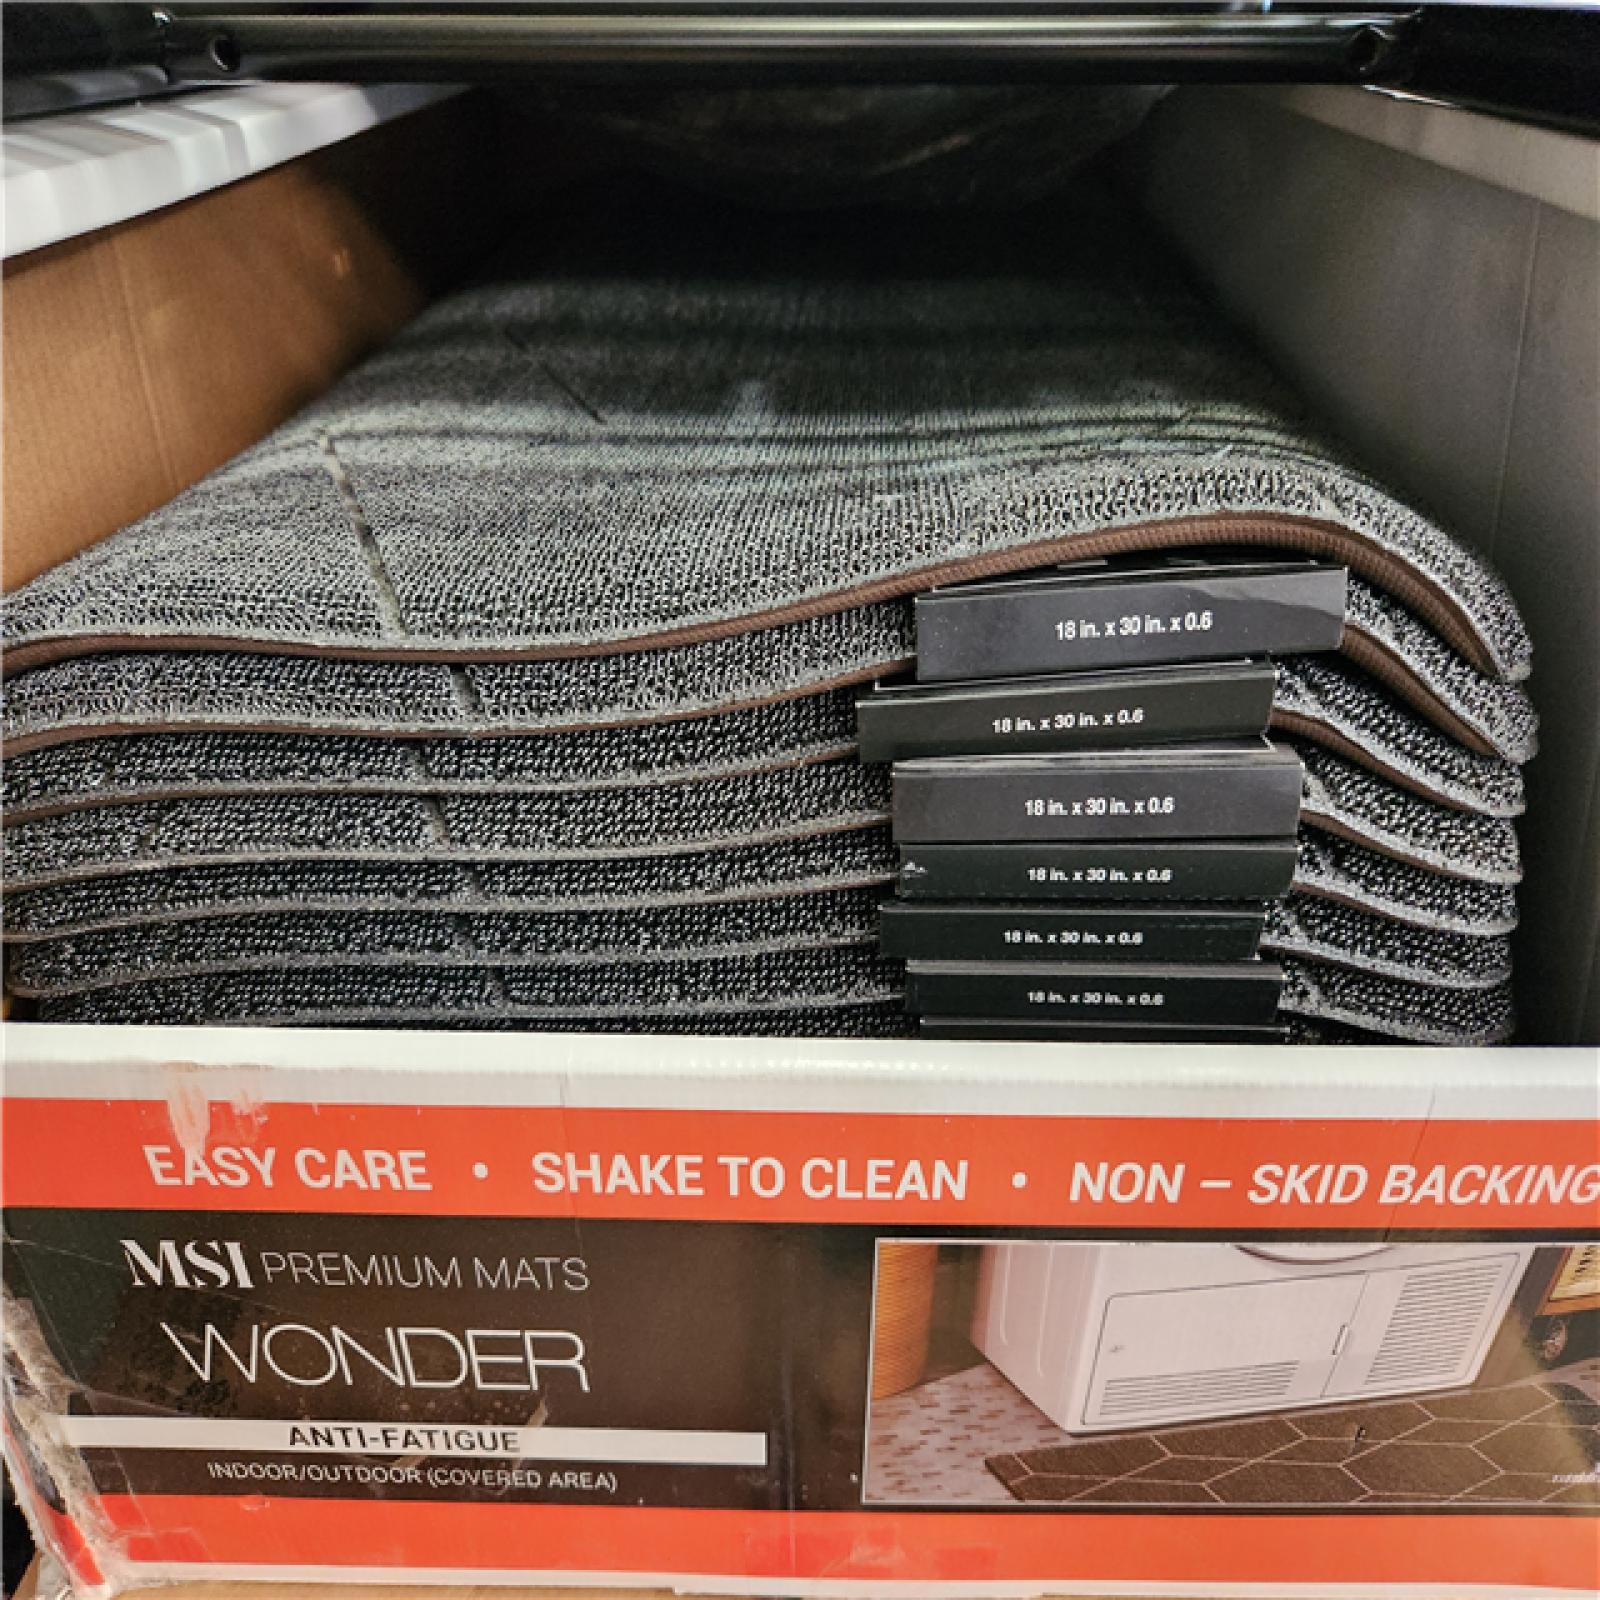 18 in. x 30 in. x 0.6
18 in. x 30 in. x 0.6
18 in. x 30 in. x 0.6
18 in. x 30 in. x 0.6
18 in. x 30 in. x 0.6
18 in. x 30 in. x 0.6
EASY CARE • SHAKE TO CLEAN • NON – SKID BACKING
MSI PREMIUM MATS
WONDER
ANTI-FATIGUE
INDOOR/OUTDOOR (COVERED AREA)